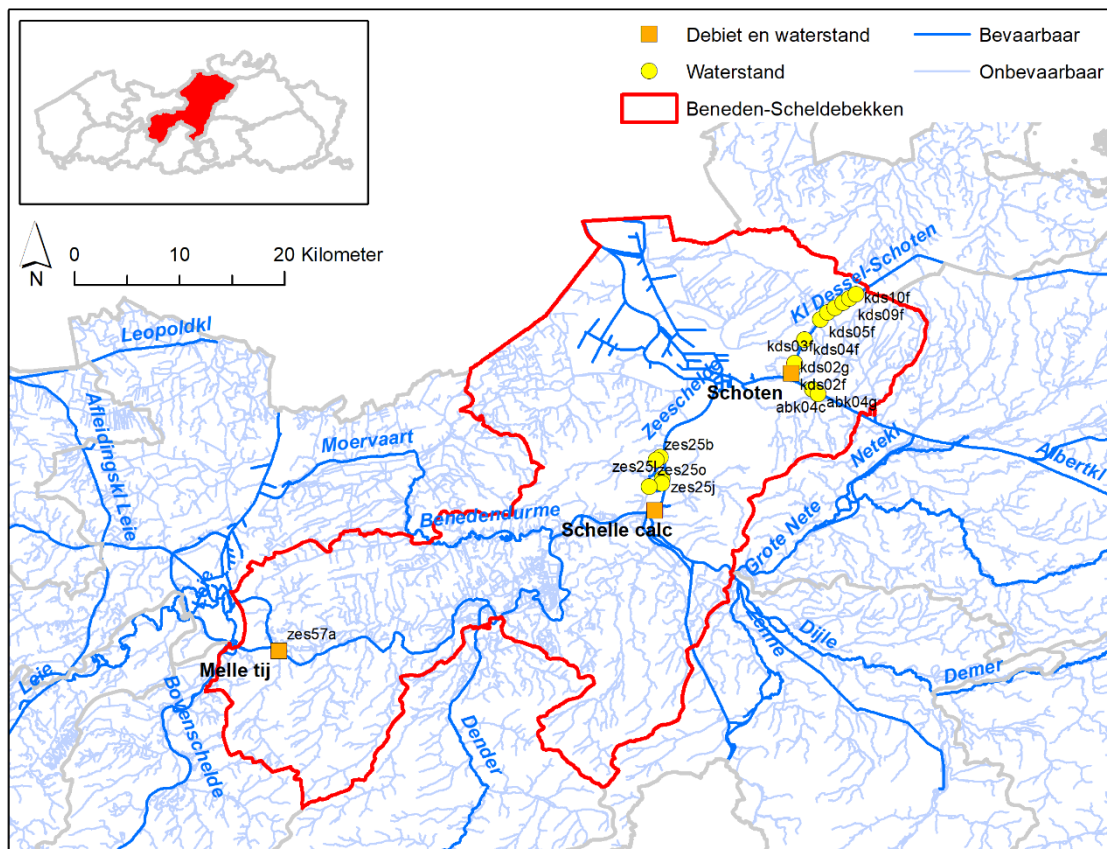 Debiet en waterstand
Waterstand
Beneden-Scheldebekken
Bevaarbaar
Onbevaarbaar
N
0 10 20 Kilometer
Leopoldkl
Afleidingskl Leie
Moervaart
Kl Dessel-Schoten
kds10f
kds09f
kds05f
kds03f
kds04f
kds02g
kds02f
Schoten
abk04c
abk04g
Zeeschelde
zes25b
zes25l
zes25o
zes25j
Netekl
Albertkl
Benedendurme
Schelle calc
Grote Nete
Leie
zes57a
Melle tij
Leie
Bovenschelde
Dender
Zenne
Dijle
Demer